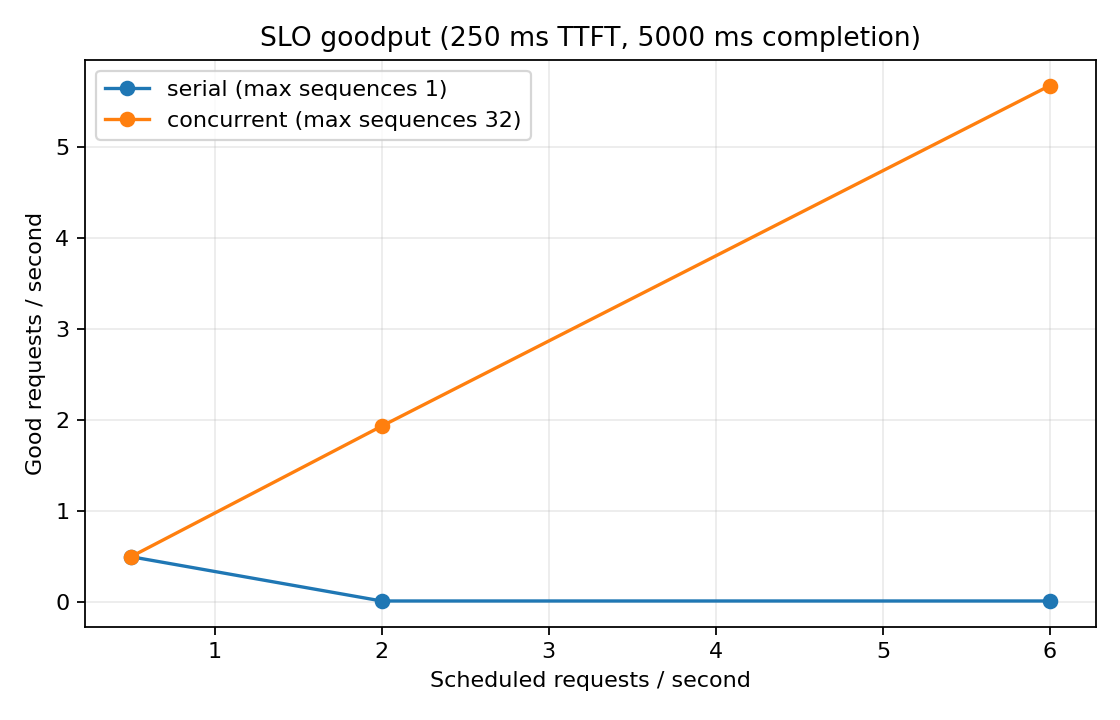 SLO goodput (250 ms TTFT, 5000 ms completion)
serial (max sequences 1)
concurrent (max sequences 32)
Good requests / second
5
4
3
2
1
0
1 2 3 4 5 6
Scheduled requests / second